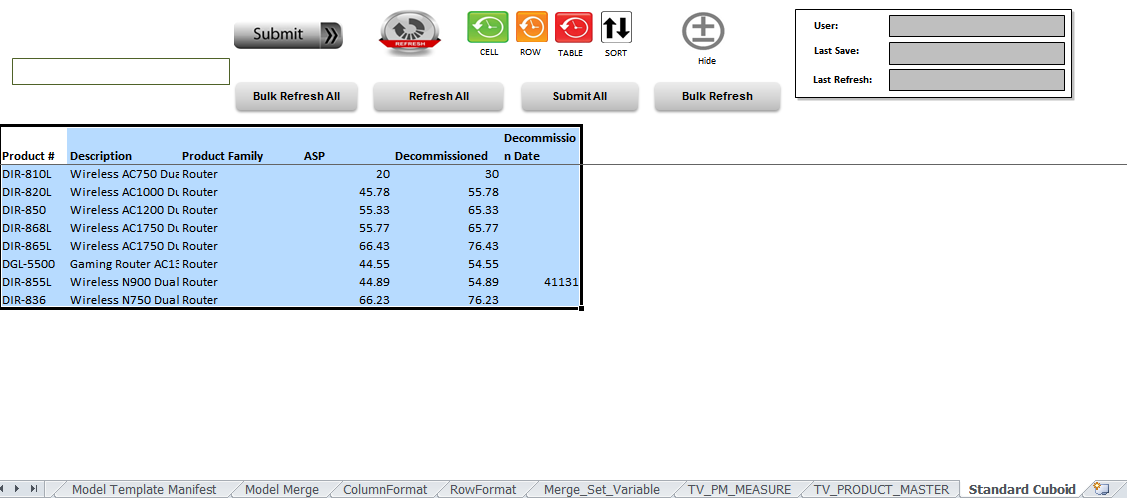 Submit
REFRESH
CELL ROW TABLE SORT
Hide
User:
Last Save:
Last Refresh:
Bulk Refresh All Refresh All Submit All Bulk Refresh
Decommissio
Product # Description Product Family ASP Decommissioned n Date
DIR-810L Wireless AC750 Dua Router 20 30
DIR-820L Wireless AC1000 Du Router 45.78 55.78
DIR-850 Wireless AC1200 Du Router 55.33 65.33
DIR-868L Wireless AC1750 Du Router 55.77 65.77
DIR-865L Wireless AC1750 Du Router 66.43 76.43
DGL-5500 Gaming Router AC13 Router 44.55 54.55
DIR-855L Wireless N900 Dual Router 44.89 54.89 41131
DIR-836 Wireless N750 Dual Router 66.23 76.23
Model Template Manifest Model Merge ColumnFormat RowFormat Merge_Set_Variable TV_PM_MEASURE TV_PRODUCT_MASTER Standard Cuboid